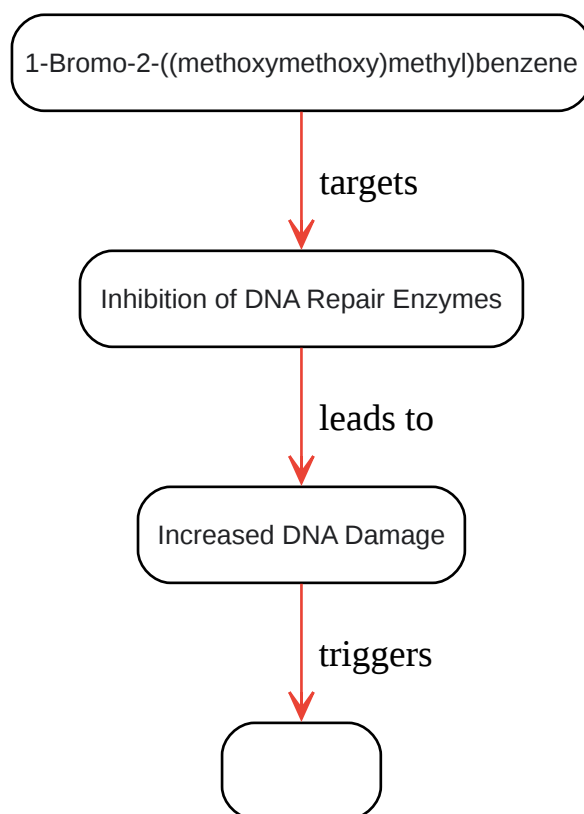 1-Bromo-2-((methoxymethoxy)methyl)benzene
targets
Inhibition of DNA Repair Enzymes
leads to
Increased DNA Damage
triggers